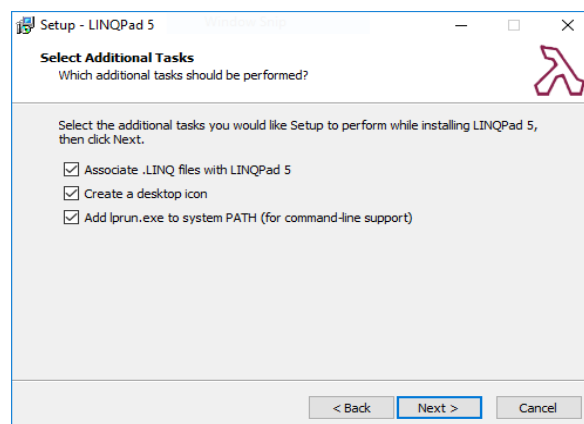 Setup - LINQPad 5
Window Snip
Select Additional Tasks
Which additional tasks should be performed?
Select the additional tasks you would like Setup to perform while installing LINQPad 5,
then click Next.
Associate .LINQ files with LINQPad 5
Create a desktop icon
Add lprun.exe to system PATH (for command-line support)
< Back
Next >
Cancel